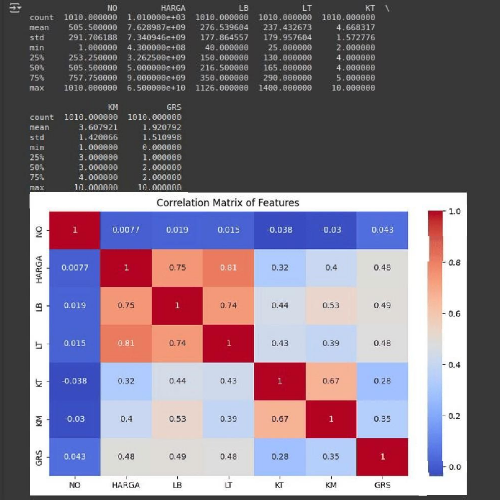 NO HARGA LB LT KT \
count 1010.000000 1.010000e+03 1010.000000 1010.000000 1010.000000
mean 505.500000 7.628987e+09 276.539604 237.432673 4.668317
std 291.706188 7.340946e+09 177.864557 179.957604 1.572776
min 1.000000 4.300000e+08 40.000000 25.000000 2.000000
25% 253.250000 3.262500e+09 150.000000 130.000000 4.000000
50% 505.500000 5.000000e+09 216.500000 165.000000 4.000000
75% 757.750000 9.000000e+09 350.000000 290.000000 5.000000
max 1010.000000 6.500000e+10 1126.000000 1400.000000 10.000000
KM GRS
count 1010.000000 1010.000000
mean 3.607921 1.920792
std 1.420066 1.510998
min 1.000000 0.000000
25% 3.000000 1.000000
50% 3.000000 2.000000
75% 4.000000 2.000000
max 10.000000 10.000000
Correlation Matrix of Features
NO 1 0.0077 0.019 0.015 -0.038 -0.03 0.043
HARGA 0.0077 1 0.75 0.81 0.32 0.4 0.48
LB 0.019 0.75 1 0.74 0.44 0.53 0.49
LT 0.015 0.81 0.74 1 0.43 0.39 0.48
KT -0.038 0.32 0.44 0.43 1 0.67 0.28
KM -0.03 0.4 0.53 0.39 0.67 1 0.35
GRS 0.043 0.48 0.49 0.48 0.28 0.35 1
NO HARGA LB LT KT KM GRS
1.0
0.8
0.6
0.4
0.2
0.0